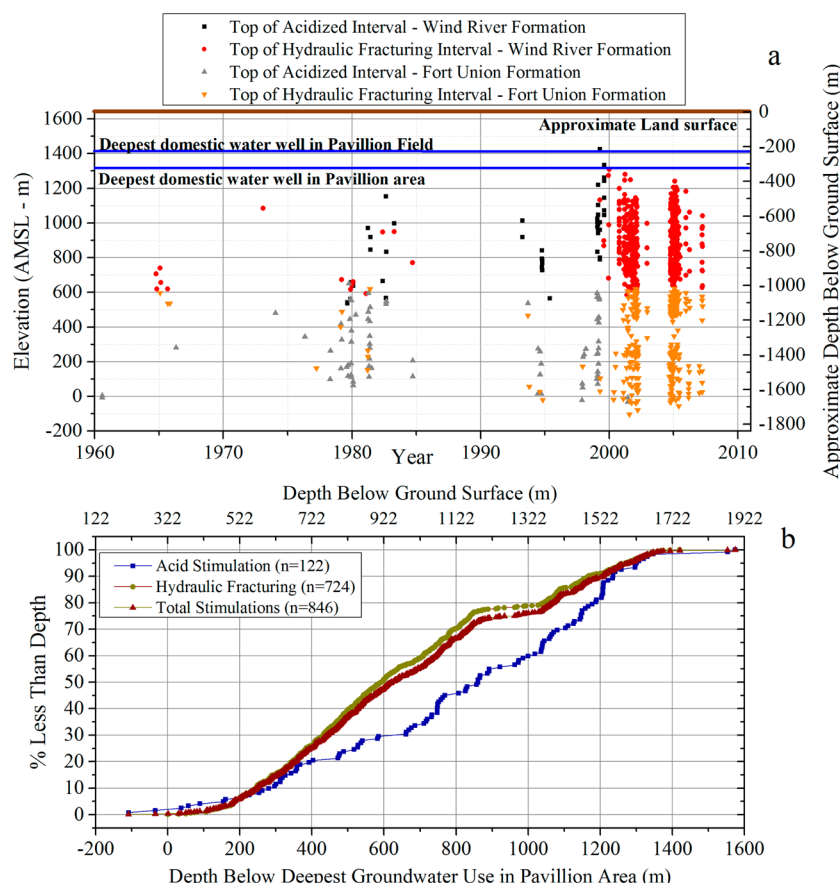 Top of Acidized Interval - Wind River Formation
Top of Hydraulic Fracturing Interval - Wind River Formation
Top of Acidized Interval - Fort Union Formation
Top of Hydraulic Fracturing Interval - Fort Union Formation
a
Approximate Land surface
Deepest domestic water well in Pavillion Field
Deepest domestic water well in Pavillion area
Elevation (AMSL - m)
1600
1400
1200
1000
800
600
400
200
0
-200
Approximate Depth Below Ground Surface (m)
0
-200
-400
-600
-800
-1000
-1200
-1400
-1600
-1800
1960 1970 1980 1990 2000 2010
Year
Depth Below Ground Surface (m)
122 322 522 722 922 1122 1322 1522 1722 1922
b
Acid Stimulation (n=122)
Hydraulic Fracturing (n=724)
Total Stimulations (n=846)
% Less Than Depth
100
90
80
70
60
50
40
30
20
10
0
-200 0 200 400 600 800 1000 1200 1400 1600
Depth Below Deepest Groundwater Use in Pavillion Area (m)